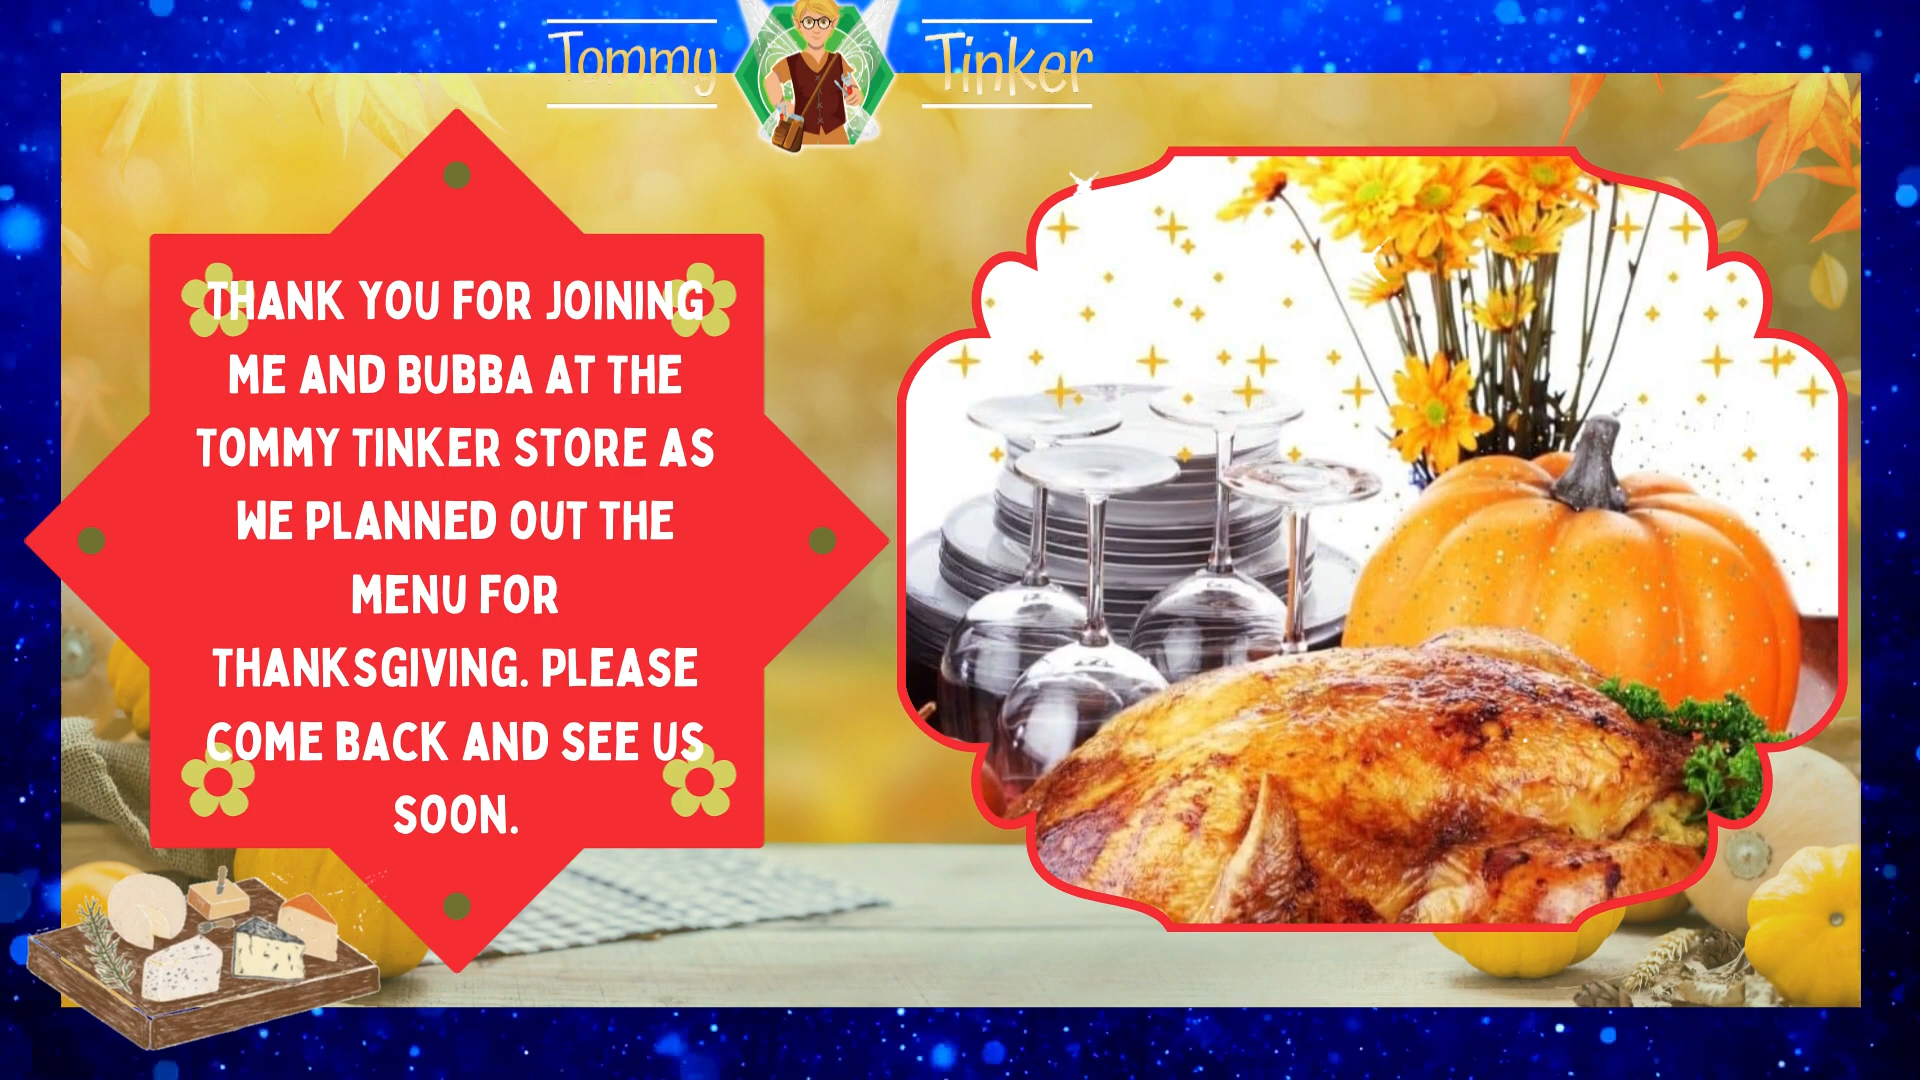 Tommy Tinker
THANK YOU FOR JOINING
ME AND BUBBA AT THE
TOMMY TINKER STORE AS
WE PLANNED OUT THE
MENU FOR
THANKSGIVING. PLEASE
COME BACK AND SEE US
SOON.